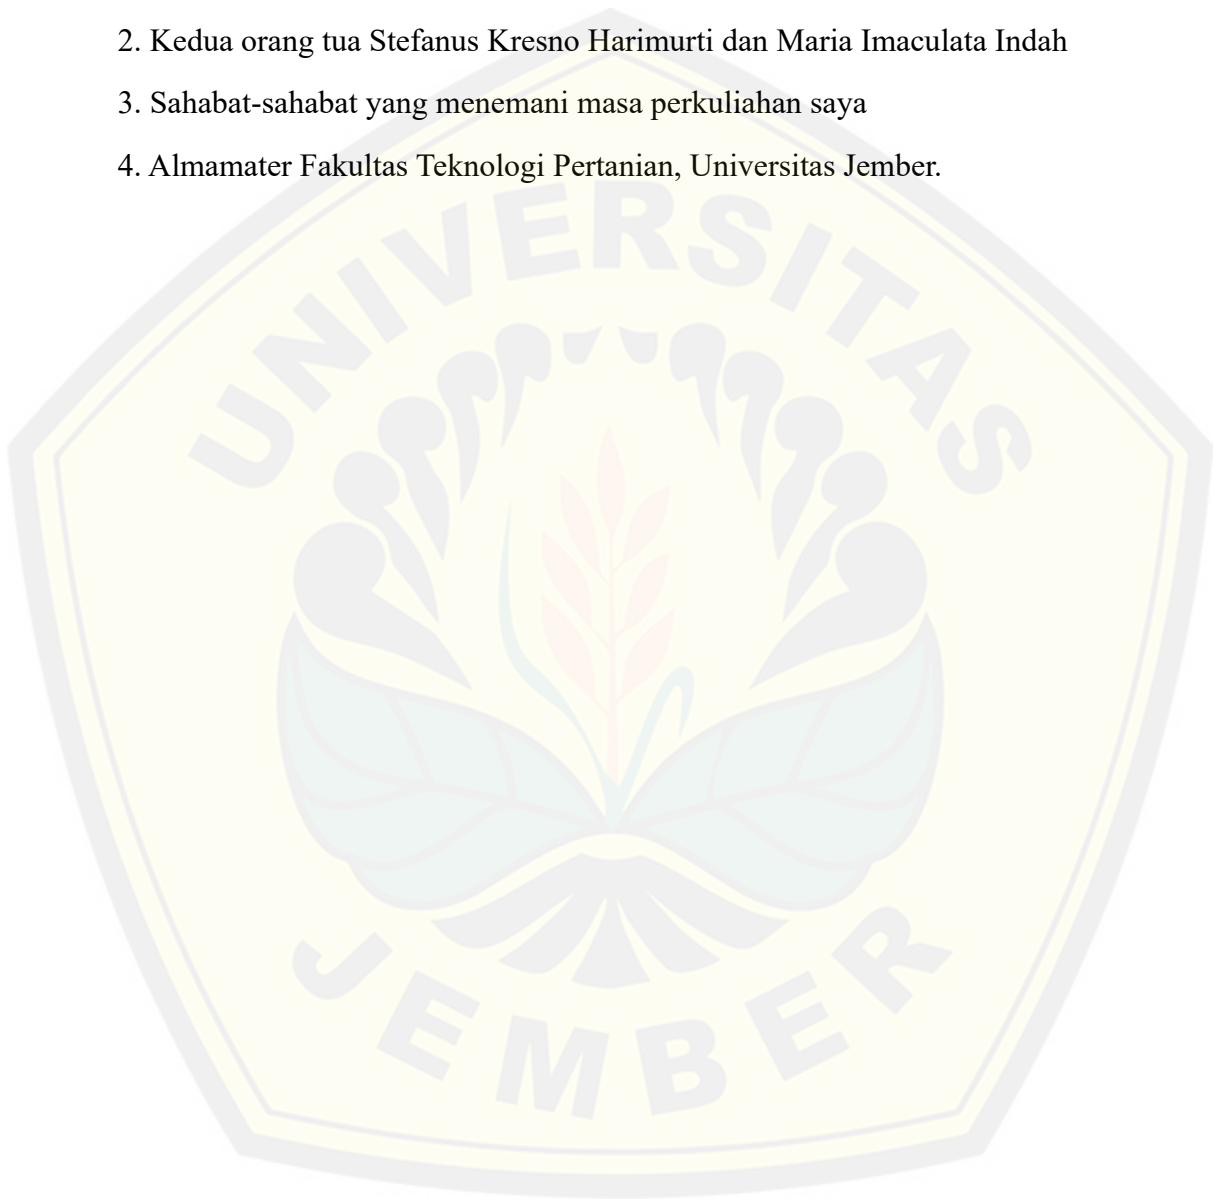 2. Kedua orang tua Stefanus Kresno Harimurti dan Maria Imaculata Indah
3. Sahabat-sahabat yang menemani masa perkuliahan saya
4. Almamater Fakultas Teknologi Pertanian, Universitas Jember.
UNIVERSITAS
JEMBER